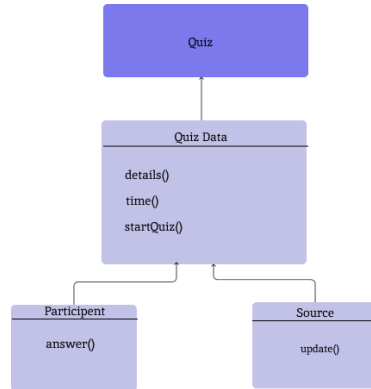 Quiz
Quiz Data
details()
time()
startQuiz()
Participent
answer()
Source
update()